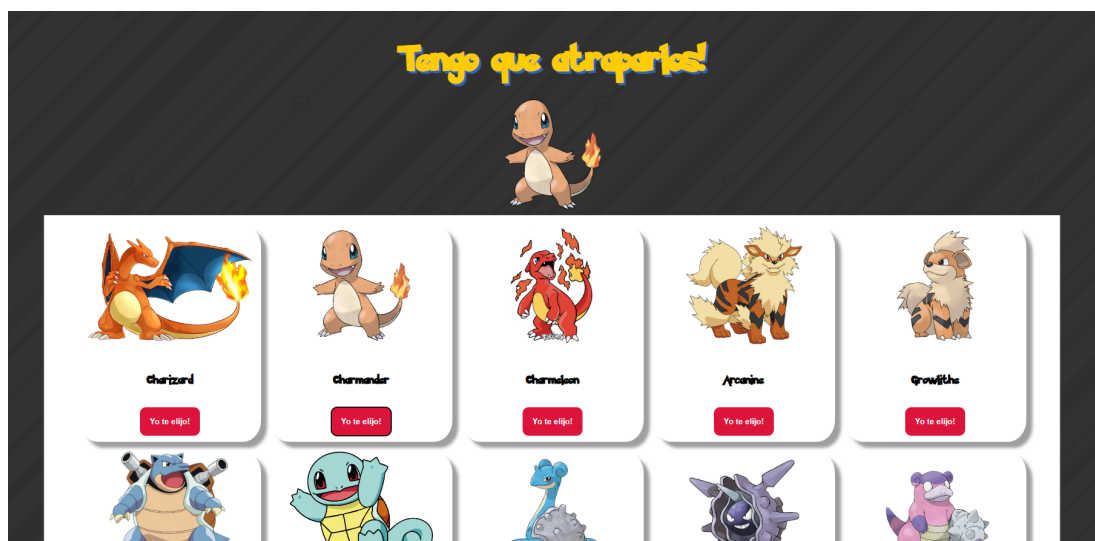 Tengo que atraparlos!
Charizard
Charmander
Charmeleon
Arcanine
Growlithe
Yo te elijo!
Yo te elijo!
Yo te elijo!
Yo te elijo!
Yo te elijo!